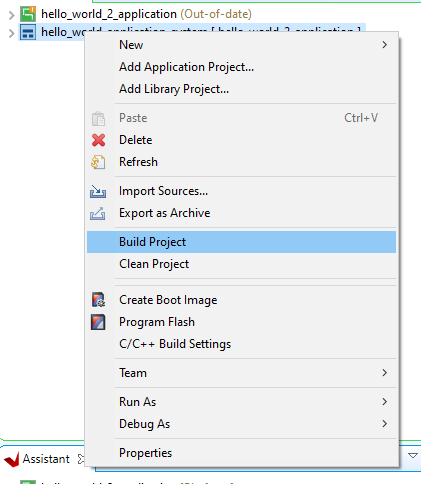 hello_world_2_application (Out-of-date)
hello_world_application_system [ hello_world_2_application ]
New
Add Application Project...
Add Library Project...
Paste Ctrl+V
Delete
Refresh
Import Sources...
Export as Archive
Build Project
Clean Project
Create Boot Image
Program Flash
C/C++ Build Settings
Team
Run As
Debug As
Properties
Assistant